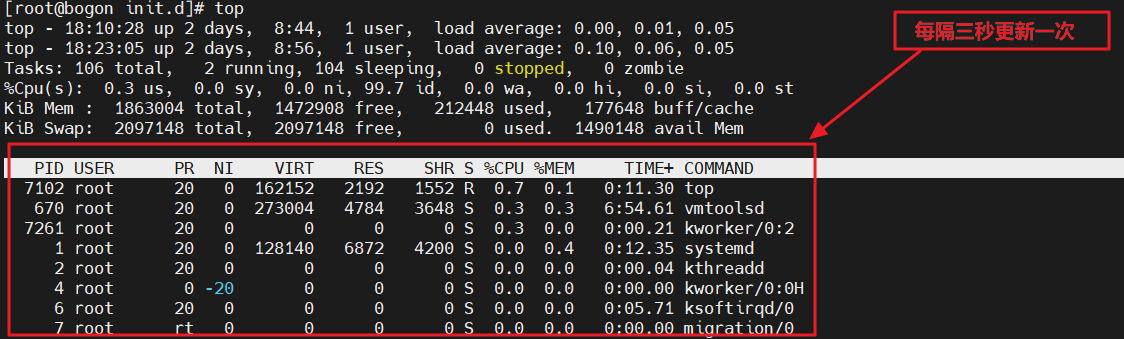 [root@bogon init.d]# top
top - 18:10:28 up 2 days,  8:44,  1 user,  load average: 0.00, 0.01, 0.05
top - 18:23:05 up 2 days,  8:56,  1 user,  load average: 0.10, 0.06, 0.05
每隔三秒更新一次
Tasks: 106 total,   2 running, 104 sleeping,   0 stopped,   0 zombie
%Cpu(s):  0.3 us,  0.0 sy,  0.0 ni, 99.7 id,  0.0 wa,  0.0 hi,  0.0 si,  0.0 st
KiB Mem :  1863004 total,  1472908 free,   212448 used,   177648 buff/cache
KiB Swap:  2097148 total,  2097148 free,        0 used.  1490148 avail Mem
PID USER      PR  NI    VIRT    RES    SHR S %CPU %MEM     TIME+ COMMAND
7102 root      20   0  162152   2192   1552 R  0.7  0.1   0:11.30 top
670 root      20   0  273004   4784   3648 S  0.3  0.3   6:54.61 vmtoolsd
7261 root      20   0       0      0      0 S  0.3  0.0   0:00.21 kworker/0:2
1 root      20   0  128140   6872   4200 S  0.0  0.4   0:12.35 systemd
2 root      20   0       0      0      0 S  0.0  0.0   0:00.04 kthreadd
4 root       0 -20       0      0      0 S  0.0  0.0   0:00.00 kworker/0:0H
6 root      20   0       0      0      0 S  0.0  0.0   0:05.71 ksoftirqd/0
7 root      rt   0       0      0      0 S  0.0  0.0   0:00.00 migration/0